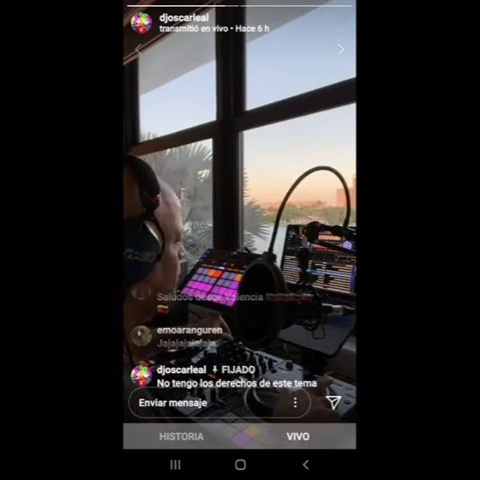 djoscarleal
transmitió en vivo • Hace 6 h
Saludos desde Valencia
emoaranguren
Jajajajajaja
djoscarleal FIJADO
No tengo los derechos de este tema
Enviar mensaje
HISTORIA VIVO